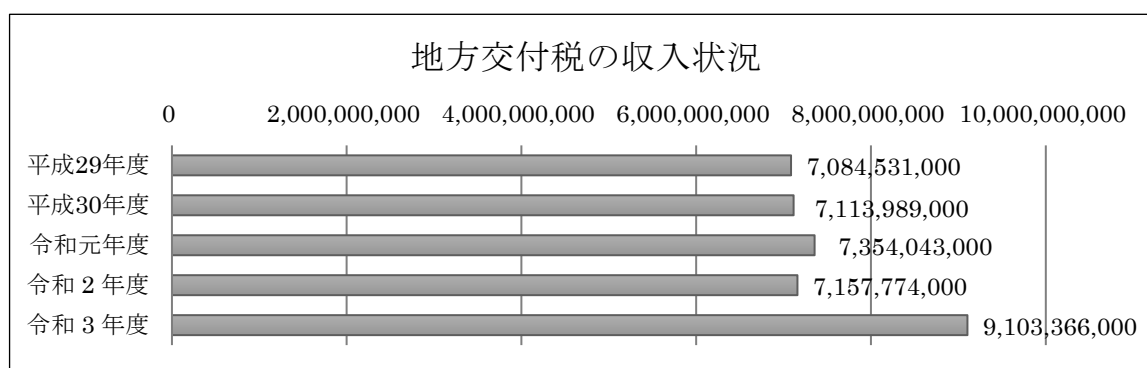 地方交付税の収入状況
0 2,000,000,000 4,000,000,000 6,000,000,000 8,000,000,000 10,000,000,000
平成29年度 7,084,531,000
平成30年度 7,113,989,000
令和元年度 7,354,043,000
令和２年度 7,157,774,000
令和３年度 9,103,366,000